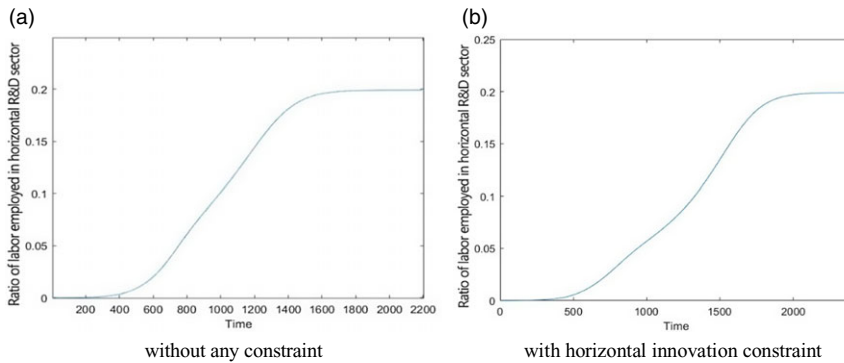 (a)
Ratio of labor employed in horizontal R&D sector
0.2
0.15
0.1
0.05
0
200 400 600 800 1000 1200 1400 1600 1800 2000 2200
Time
without any constraint
(b)
Ratio of labor employed in horizontal R&D sector
0.25
0.2
0.15
0.1
0.05
0
0 500 1000 1500 2000
Time
with horizontal innovation constraint